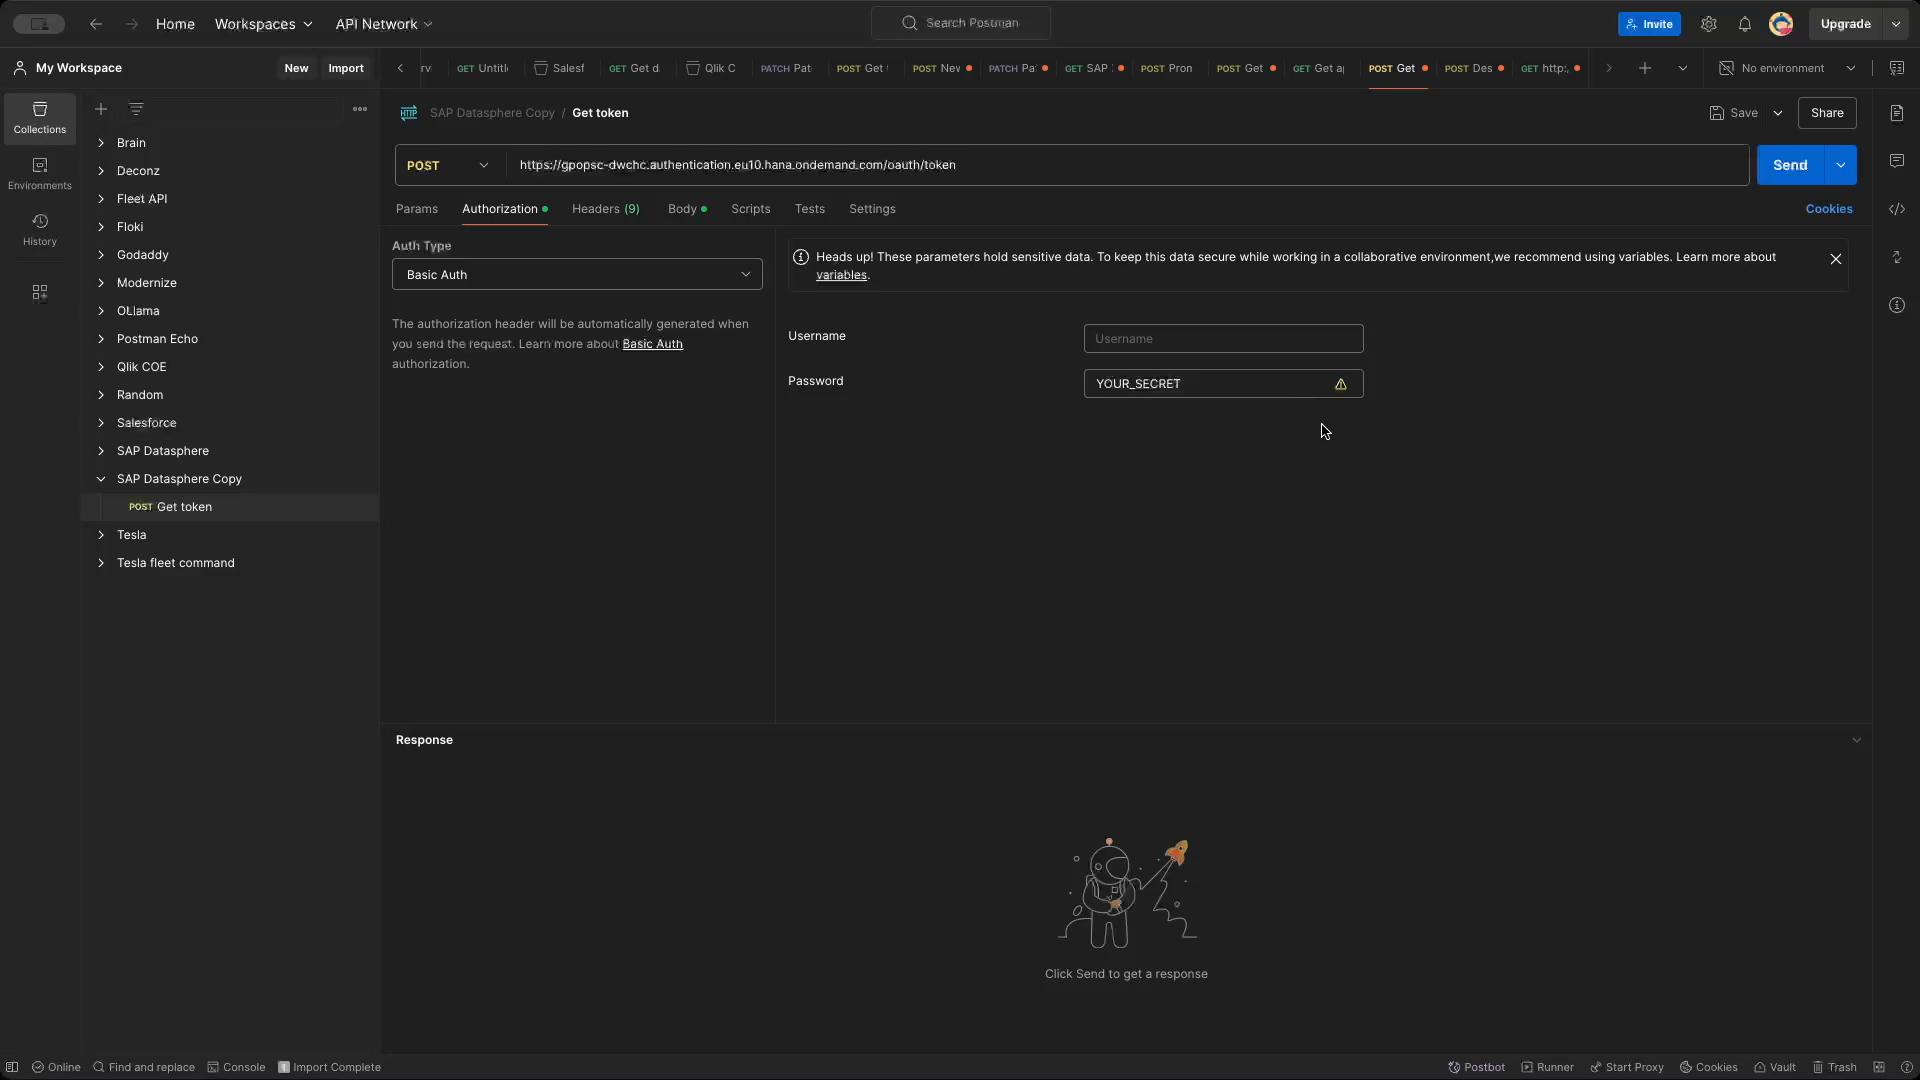 Home
Workspaces
API Network
Search Postman
Invite
Upgrade
My Workspace
New
Import
GET Untitl
Salesf
GET Get d
Qlik C
PATCH Pat
POST Get
POST Nev
PATCH Pa
GET SAP
POST Pron
POST Get
GET Get a
POST Get
POST Des
GET http:
No environment
Collections
Environments
History
Brain
Deconz
Fleet API
Floki
Godaddy
Modernize
OLlama
Postman Echo
Qlik COE
Random
Salesforce
SAP Datasphere
SAP Datasphere Copy
POST Get token
Tesla
Tesla fleet command
HTTP SAP Datasphere Copy / Get token
Save
Share
POST
https://gpopsc-dwchc.authentication.eu10.hana.ondemand.com/oauth/token
Send
Params
Authorization
Headers (9)
Body
Scripts
Tests
Settings
Cookies
Auth Type
Basic Auth
The authorization header will be automatically generated when
you send the request. Learn more about Basic Auth
authorization.
Heads up! These parameters hold sensitive data. To keep this data secure while working in a collaborative environment,we recommend using variables. Learn more about
variables.
Username
Username
Password
YOUR_SECRET
Response
Click Send to get a response
Online
Find and replace
Console
Import Complete
Postbot
Runner
Start Proxy
Cookies
Vault
Trash